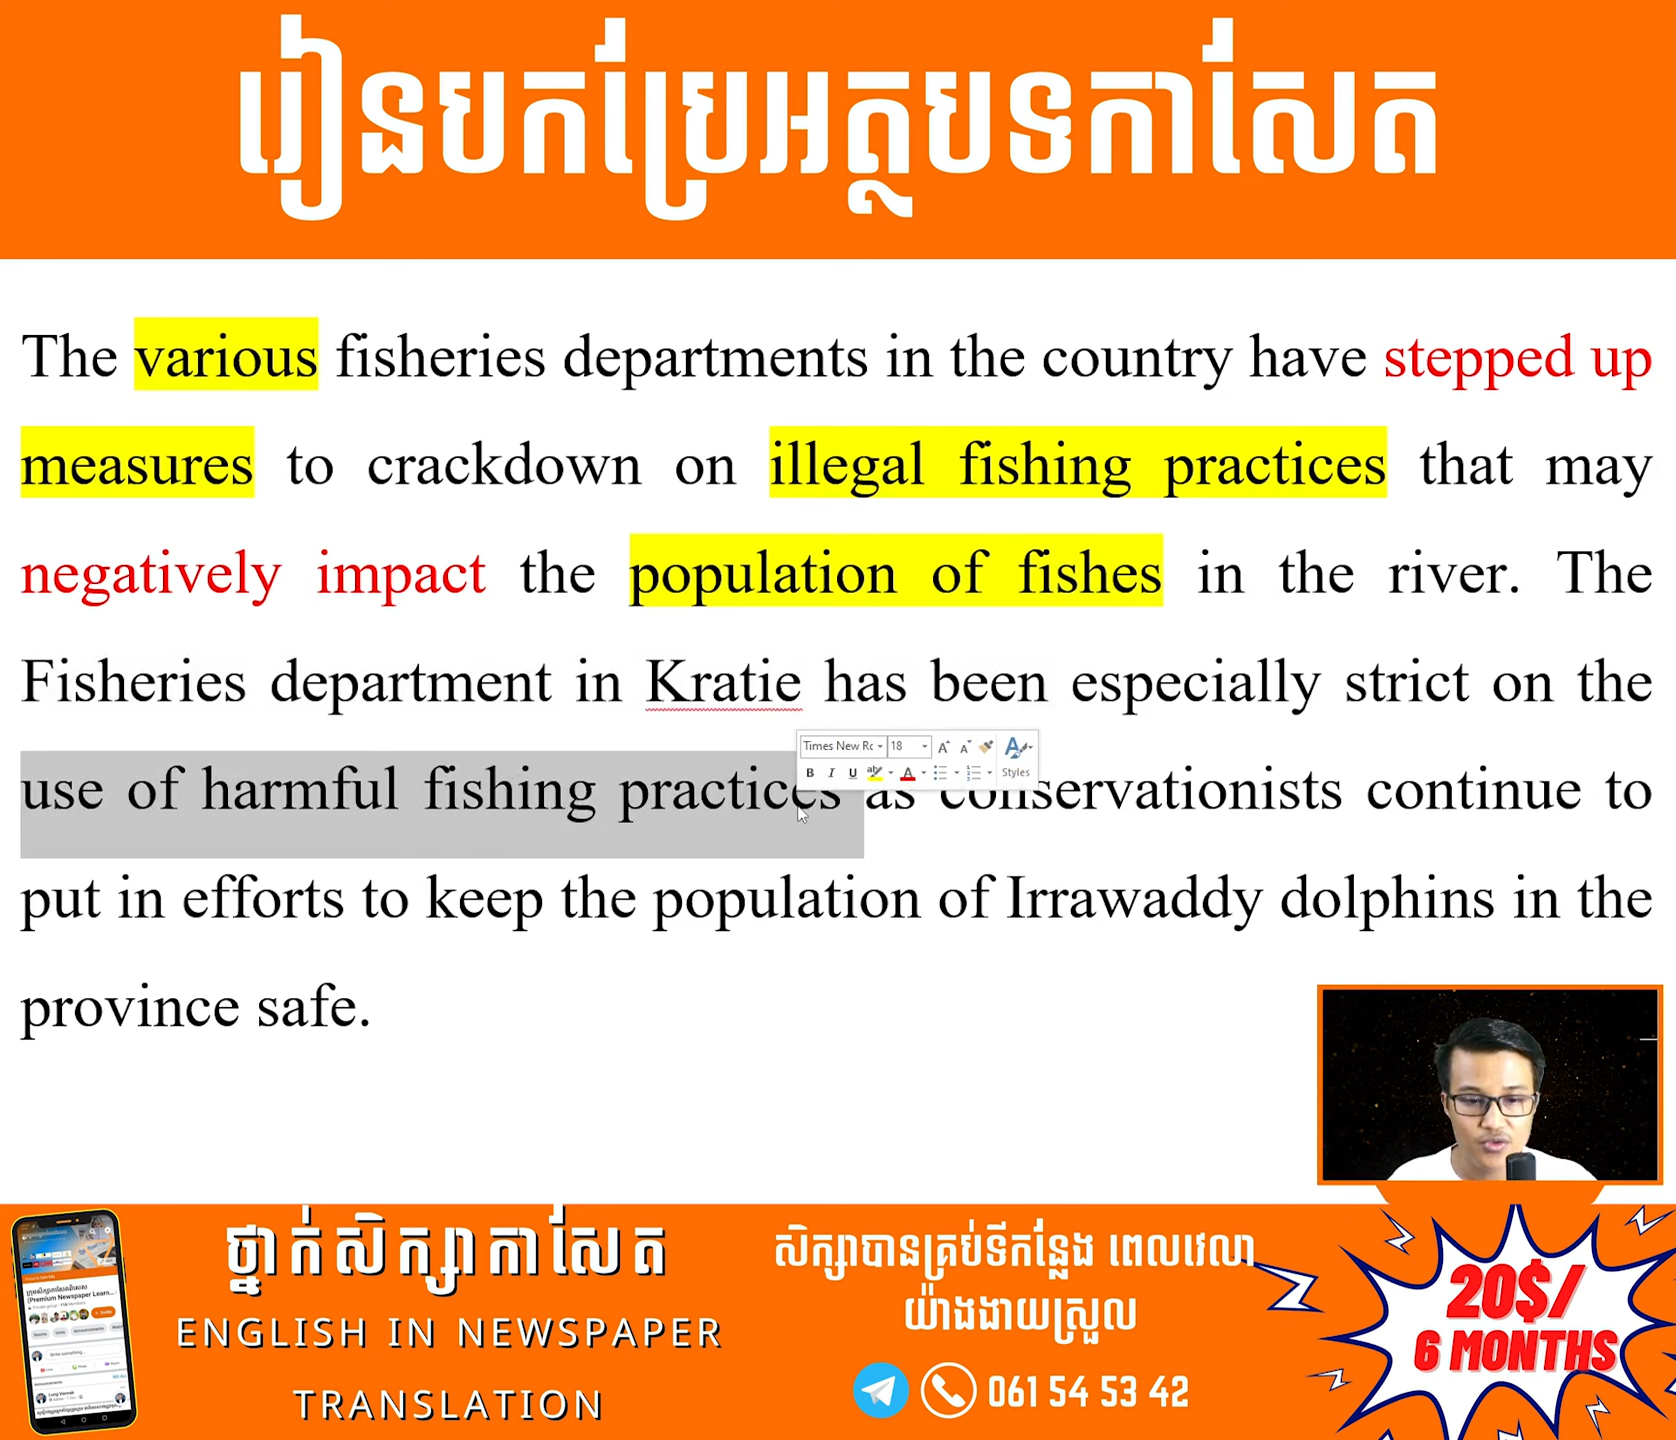 រៀនបកប្រែអត្ថបទកាសែត
The various fisheries departments in the country have stepped up
measures to crackdown on illegal fishing practices that may
negatively impact the population of fishes in the river. The
Fisheries department in Kratie has been especially strict on the
Times New Rc 18
B I U Styles
use of harmful fishing practices as conservationists continue to
put in efforts to keep the population of Irrawaddy dolphins in the
province safe.
ថ្នាក់សិក្សាកាសែត
ENGLISH IN NEWSPAPER
TRANSLATION
សិក្សាបានគ្រប់ទីកន្លែង ពេលវេលា
យ៉ាងងាយស្រួល
061 54 53 42
20$/
6 MONTHS
(Premium Newspaper Learn...